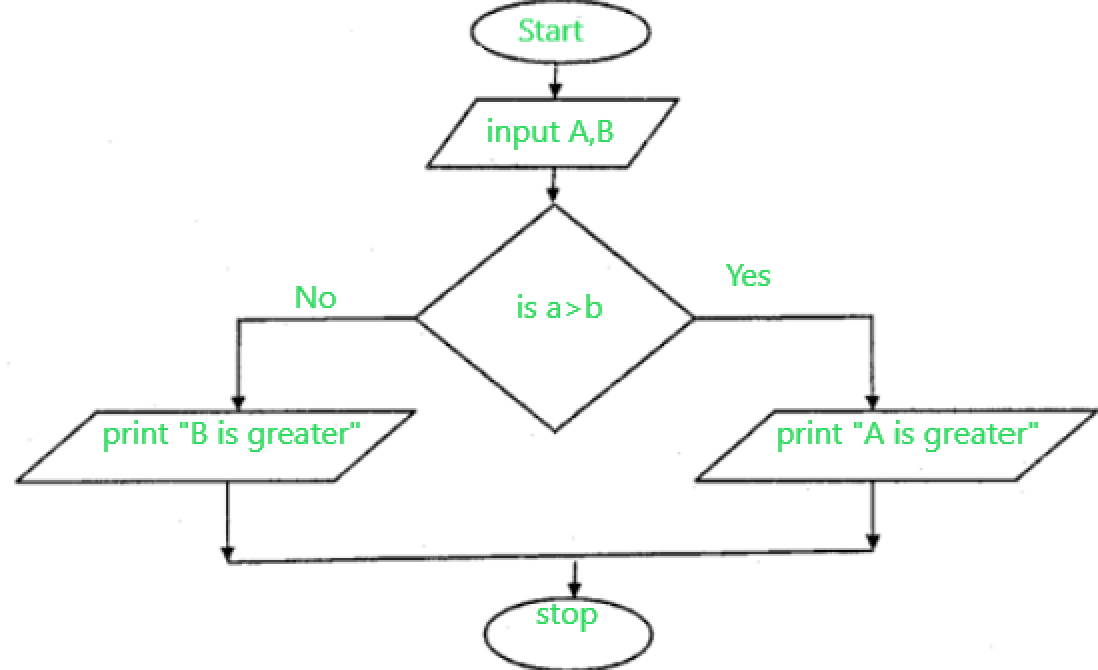 Start
input A,B
is a>b
No
Yes
print "B is greater"
print "A is greater"
stop